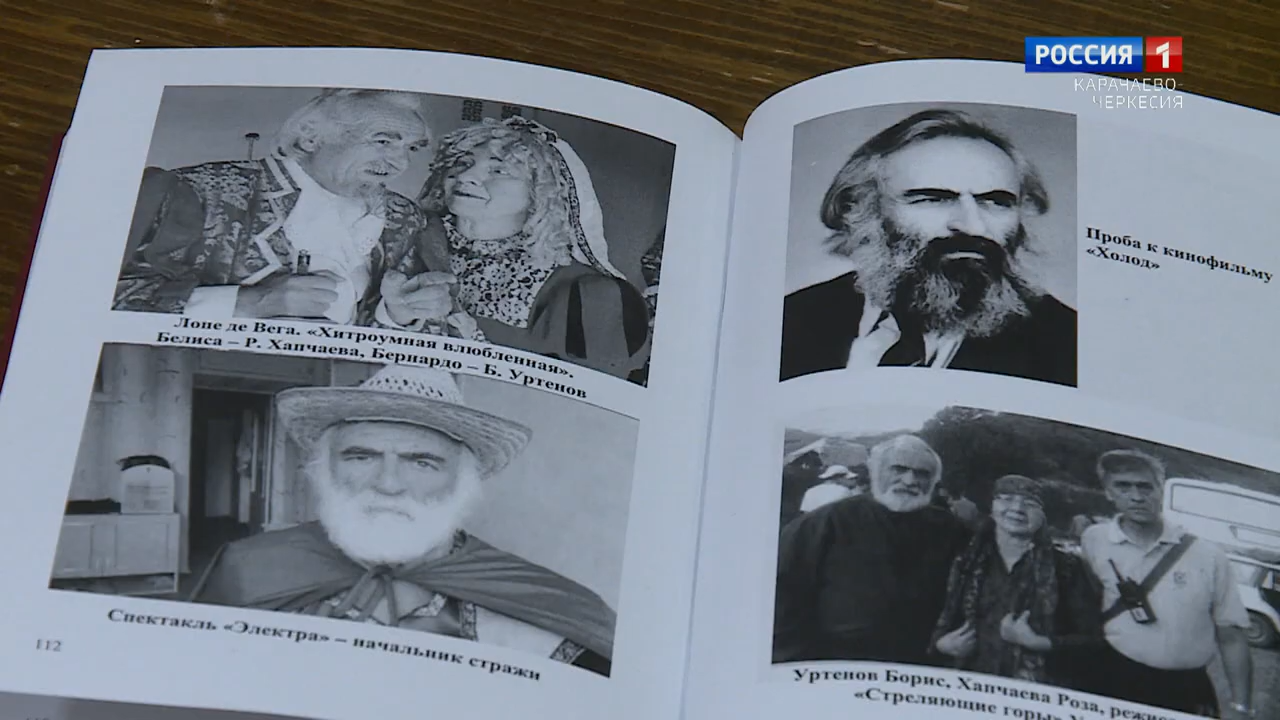 РОССИЯ 1
КАРАЧАЕВО-
ЧЕРКЕСИЯ
Лопе де Вега. «Хитроумная влюбленная».
Белиса – Р. Хапчаева, Бернардо – Б. Уртенов
Спектакль «Электра» – начальник стражи
112
Проба к кинофильму
«Холод»
Уртенов Борис, Хапчаева Роза,
«Стреляющие горы»